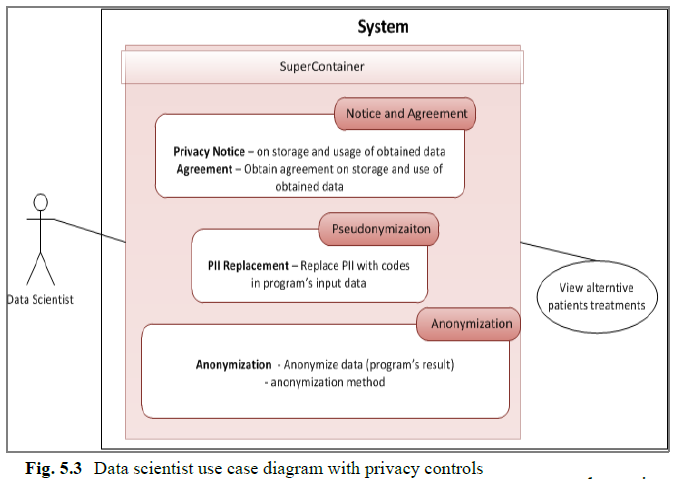 System
SuperContainer
Notice and Agreement
Privacy Notice – on storage and usage of obtained data
Agreement – Obtain agreement on storage and use of
obtained data
Pseudonymizaiton
PII Replacement – Replace PII with codes
in program's input data
Data Scientist
View alterntive
patients treatments
Anonymization
Anonymization - Anonymize data (program's result)
- anonymization method
Fig. 5.3 Data scientist use case diagram with privacy controls